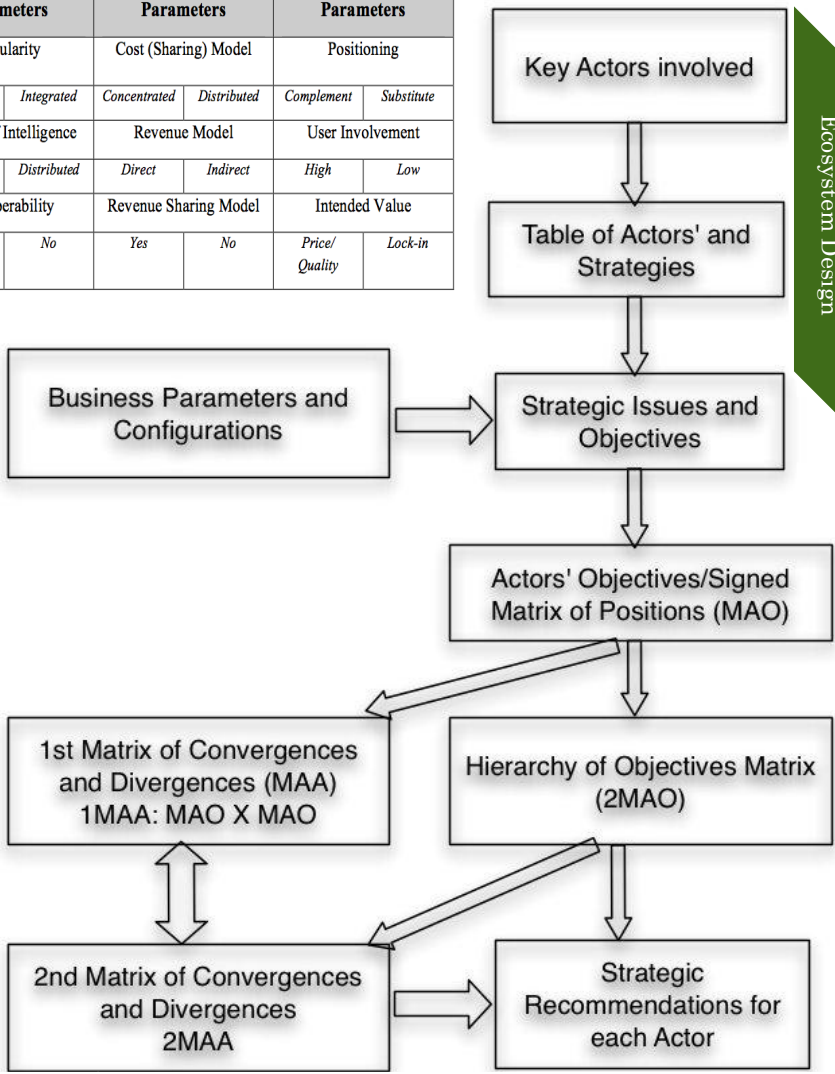 Parameters Parameters
Cost (Sharing) Model Positioning
Integrated Concentrated Distributed Complement Substitute
Intelligence Revenue Model User Involvement
Distributed Direct Indirect High Low
Revenue Sharing Model Intended Value
No Yes No Price/ Lock-in
Quality
Key Actors involved
Ecosystem Design
Table of Actors' and
Strategies
Business Parameters and
Configurations
Strategic Issues and
Objectives
Actors' Objectives/Signed
Matrix of Positions (MAO)
1st Matrix of Convergences
and Divergences (MAA)
1MAA: MAO X MAO
Hierarchy of Objectives Matrix
(2MAO)
2nd Matrix of Convergences
and Divergences
2MAA
Strategic
Recommendations for
each Actor